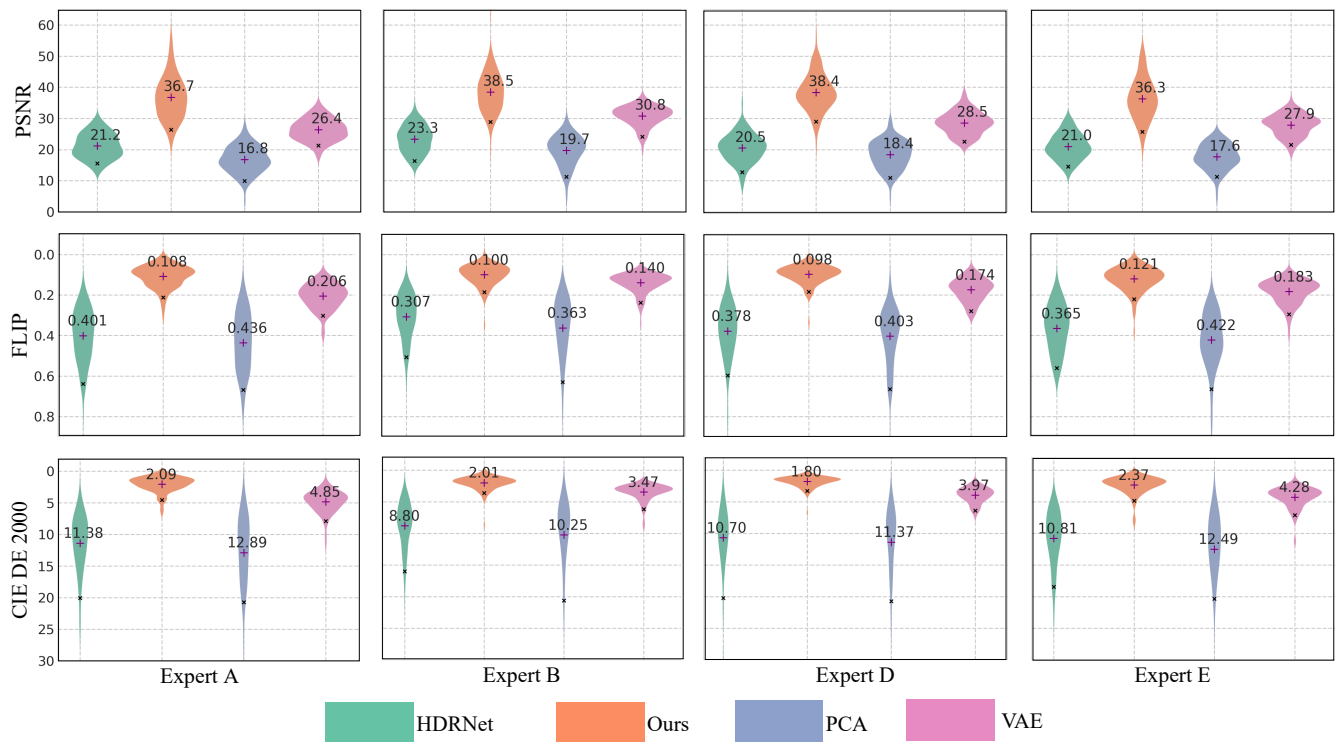 PSNR
60
50
40
30
20
10
0
21.2 36.7 16.8 26.4
23.3 38.5 19.7 30.8
20.5 38.4 18.4 28.5
21.0 36.3 17.6 27.9
FLIP
0.0
0.2
0.4
0.6
0.8
0.401 0.108 0.436 0.206
0.307 0.100 0.363 0.140
0.378 0.098 0.403 0.174
0.365 0.121 0.422 0.183
CIE DE 2000
0
5
10
15
20
25
30
11.38 2.09 12.89 4.85
8.80 2.01 10.25 3.47
10.70 1.80 11.37 3.97
10.81 2.37 12.49 4.28
Expert A Expert B Expert D Expert E
HDRNet Ours PCA VAE